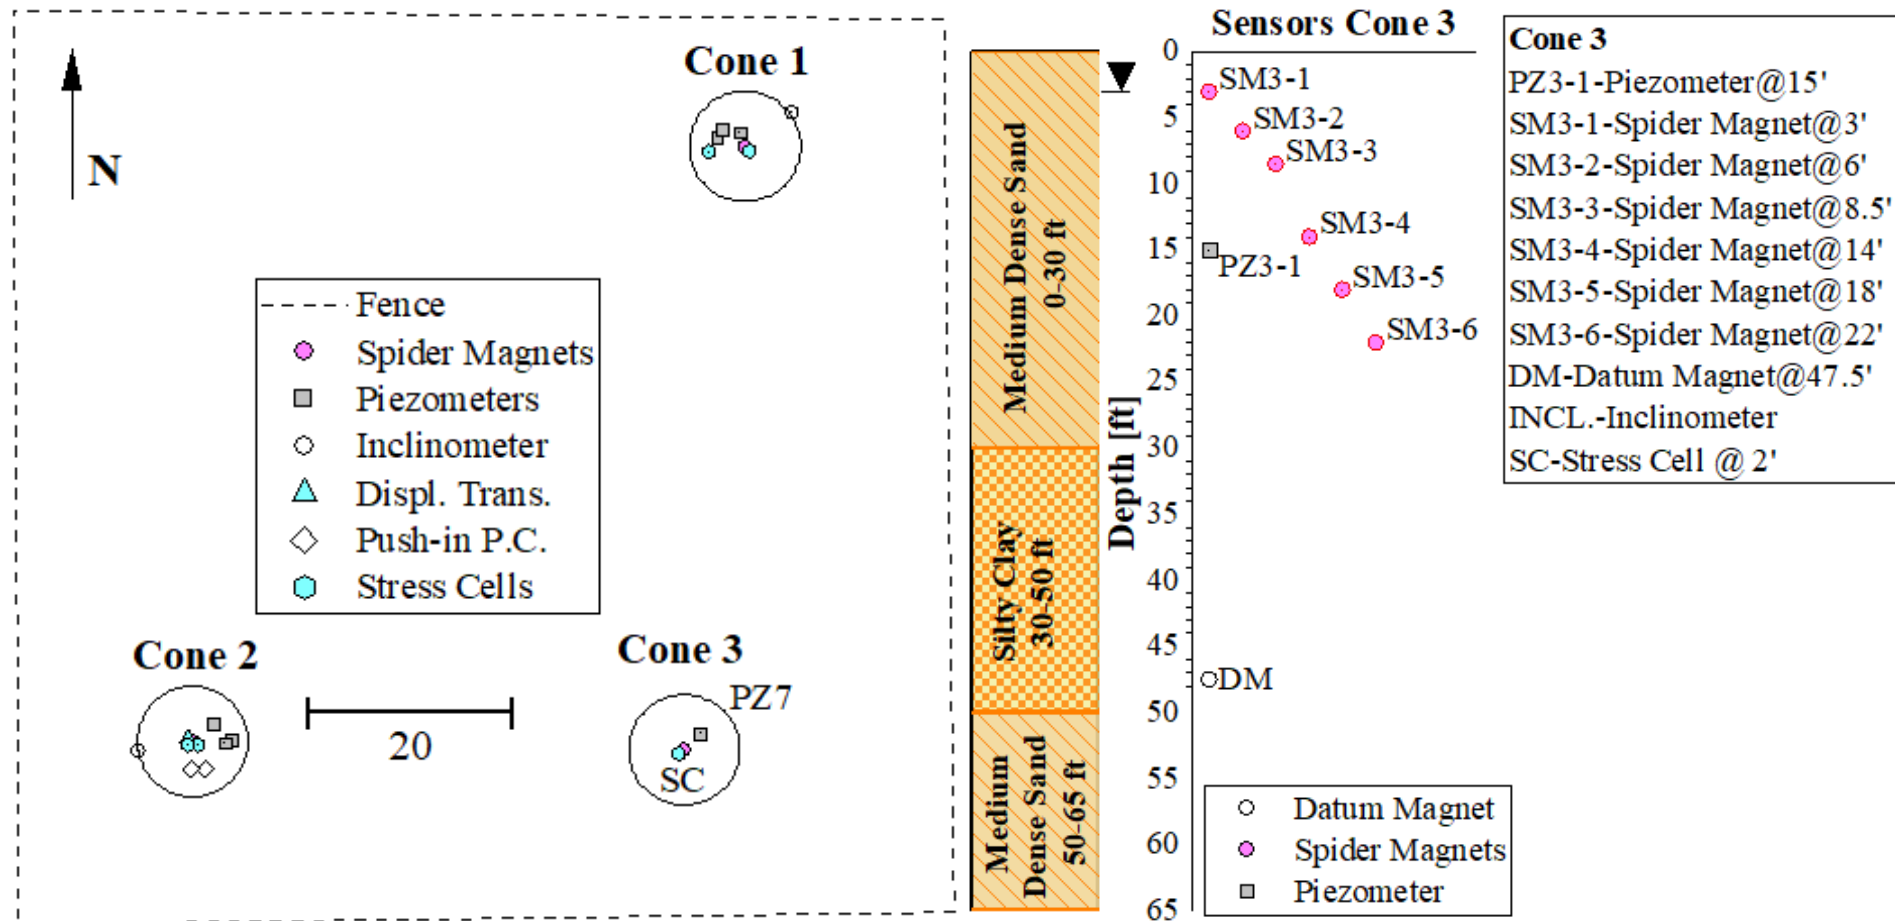 Cone 1
N
Fence
Spider Magnets
Piezometers
Inclinometer
Displ. Trans.
Push-in P.C.
Stress Cells
Cone 2
20
Cone 3
PZ7
SC
Medium Dense Sand
0-30 ft
Silty Clay
30-50 ft
Medium
Dense Sand
50-65 ft
Sensors Cone 3
Depth [ft]
0
5
10
15
20
25
30
35
40
45
50
55
60
65
SM3-1
SM3-2
SM3-3
SM3-4
PZ3-1
SM3-5
SM3-6
DM
Datum Magnet
Spider Magnets
Piezometer
Cone 3
PZ3-1-Piezometer@15'
SM3-1-Spider Magnet@3'
SM3-2-Spider Magnet@6'
SM3-3-Spider Magnet@8.5'
SM3-4-Spider Magnet@14'
SM3-5-Spider Magnet@18'
SM3-6-Spider Magnet@22'
DM-Datum Magnet@47.5'
INCL.-Inclinometer
SC-Stress Cell @ 2'